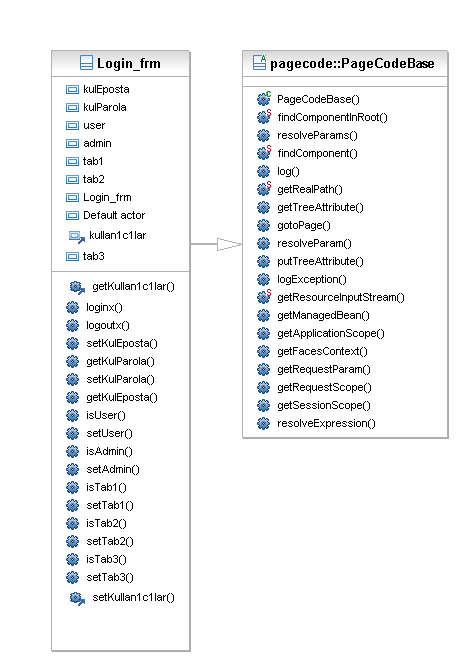 Login_frm
kulEposta
kulParola
user
admin
tab1
tab2
Login_frm
Default actor
kullan1c1lar
tab3
getKullan1c1lar()
loginx()
logoutx()
setKulEposta()
getKulParola()
setKulParola()
getKulEposta()
isUser()
setUser()
isAdmin()
setAdmin()
isTab1()
setTab1()
isTab2()
setTab2()
isTab3()
setTab3()
setKullan1c1lar()
A
pagecode::PageCodeBase
C
PageCodeBase()
S
findComponentInRoot()
resolveParams()
S
findComponent()
log()
S
getRealPath()
getTreeAttribute()
gotoPage()
resolveParam()
putTreeAttribute()
logException()
S
getResourceInputStream()
getManagedBean()
getApplicationScope()
getFacesContext()
getRequestParam()
getRequestScope()
getSessionScope()
resolveExpression()